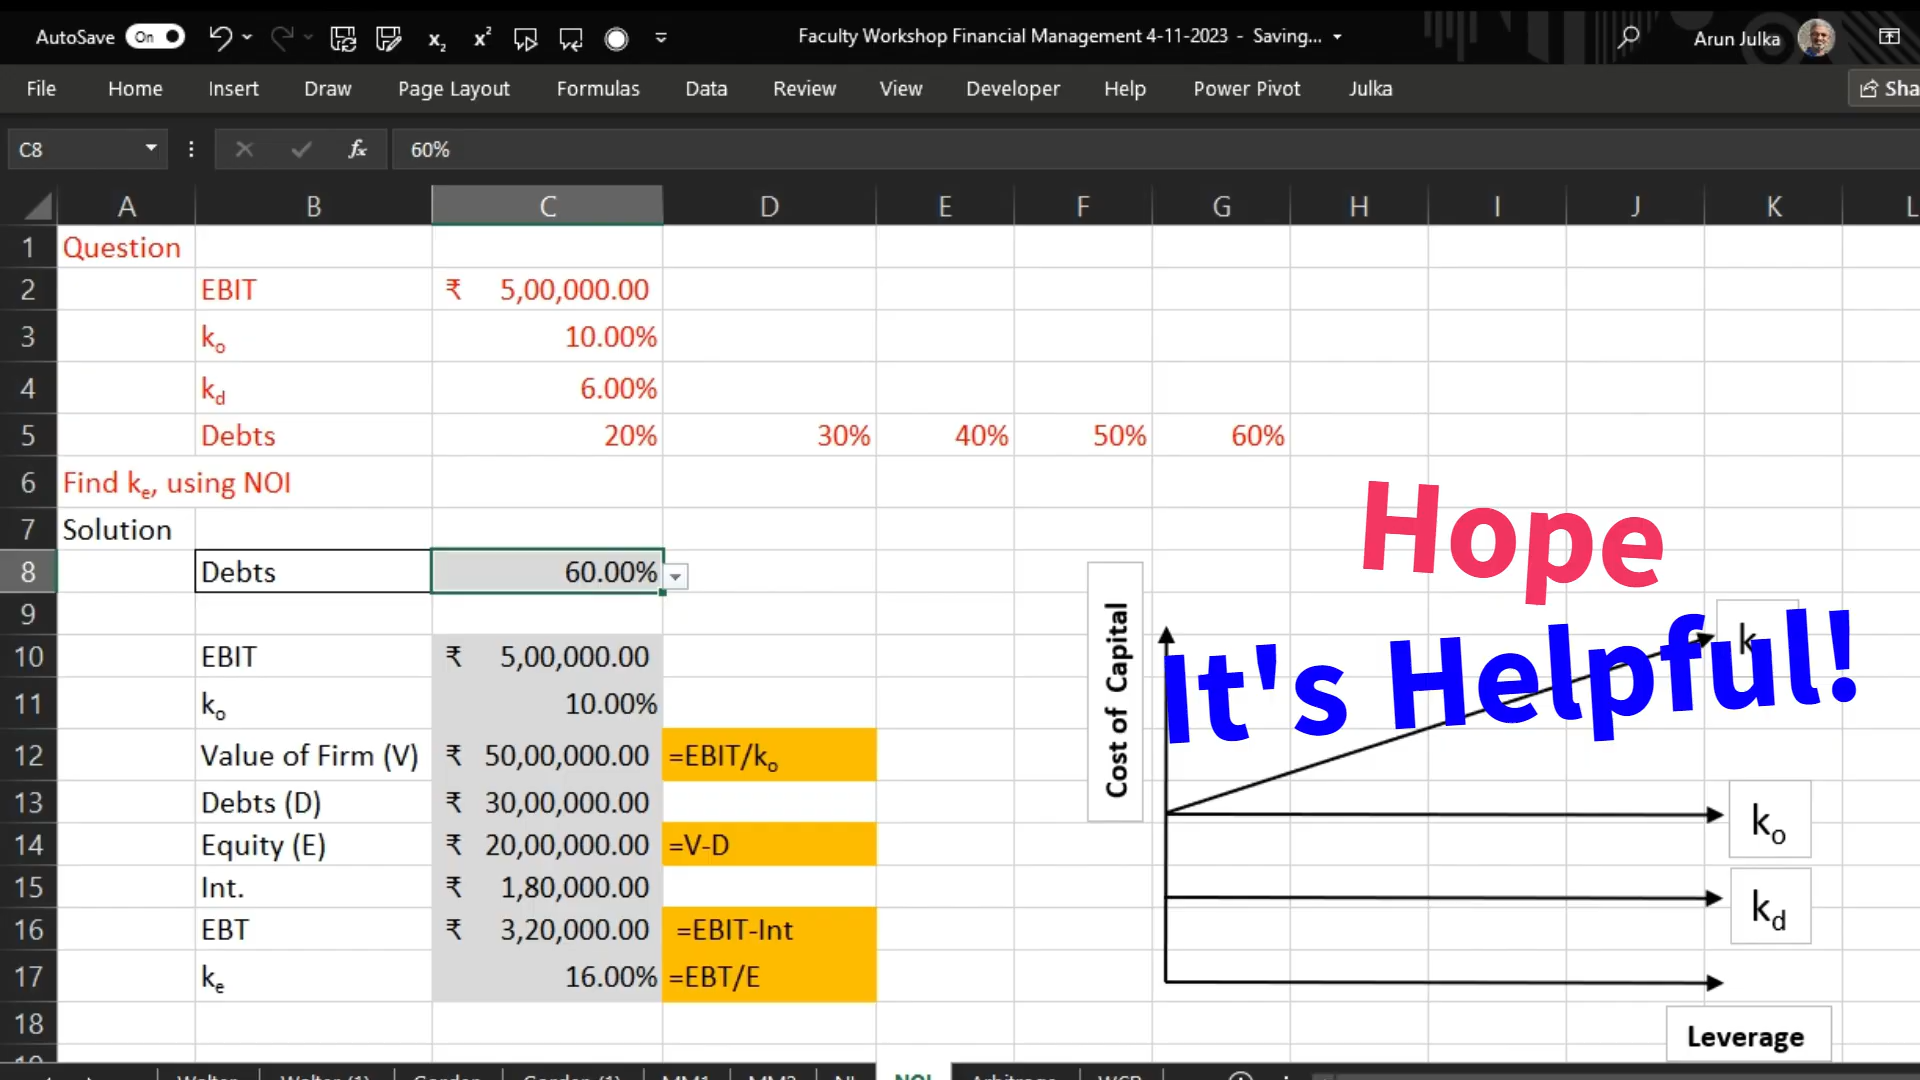 AutoSave On Faculty Workshop Financial Management 4-11-2023 - Saving... Arun Julka
File Home Insert Draw Page Layout Formulas Data Review View Developer Help Power Pivot Julka
C8 fx 60%
A B C D E F G H I J K L
1 Question
2 EBIT ₹ 5,00,000.00
3 ko 10.00%
4 kd 6.00%
5 Debts 20% 30% 40% 50% 60%
6 Find ke, using NOI
7 Solution
8 Debts 60.00%
9
10 EBIT ₹ 5,00,000.00
11 ko 10.00%
12 Value of Firm (V) ₹ 50,00,000.00 =EBIT/ko
13 Debts (D) ₹ 30,00,000.00
14 Equity (E) ₹ 20,00,000.00 =V-D
15 Int. ₹ 1,80,000.00
16 EBT ₹ 3,20,000.00 =EBIT-Int
17 ke 16.00% =EBT/E
18
Hope
It's Helpful!
Cost of Capital
ko
kd
Leverage